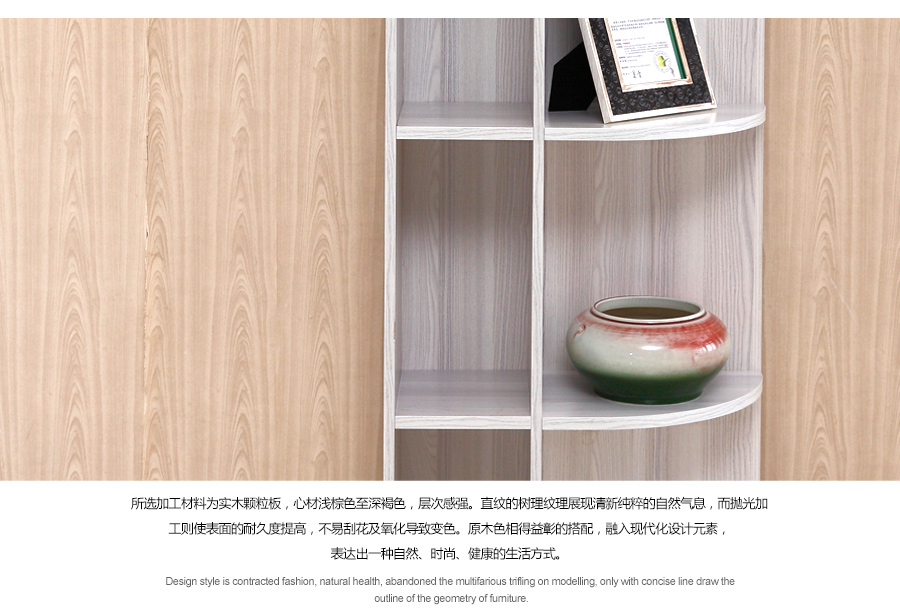 所选加工材料为实木颗粒板，心材浅棕色至深褐色，层次感强。直纹的树理纹理展现清新纯粹的自然气息，而抛光加
工则使表面的耐久度提高，不易刮花及氧化导致变色。原木色相得益彰的搭配，融入现代化设计元素，
表达出一种自然、时尚、健康的生活方式。
Design style is contracted fashion, natural health, abandoned the multifarious trifling on modelling, only with concise line draw the
outline of the geometry of furniture.